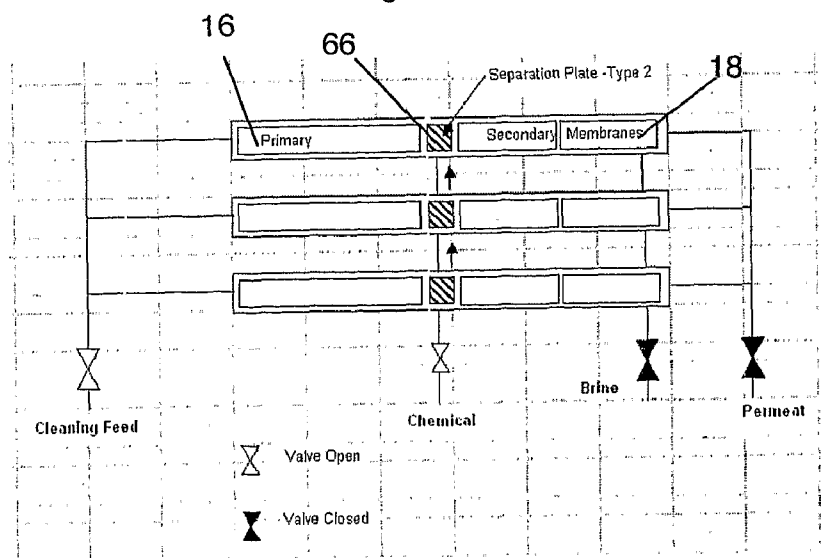 16
66
Separation Plate -Type 2
18
Primary
Secondary
Membranes
Cleaning Feed
Chemical
Brine
Permeat
Valve Open
Valve Closed